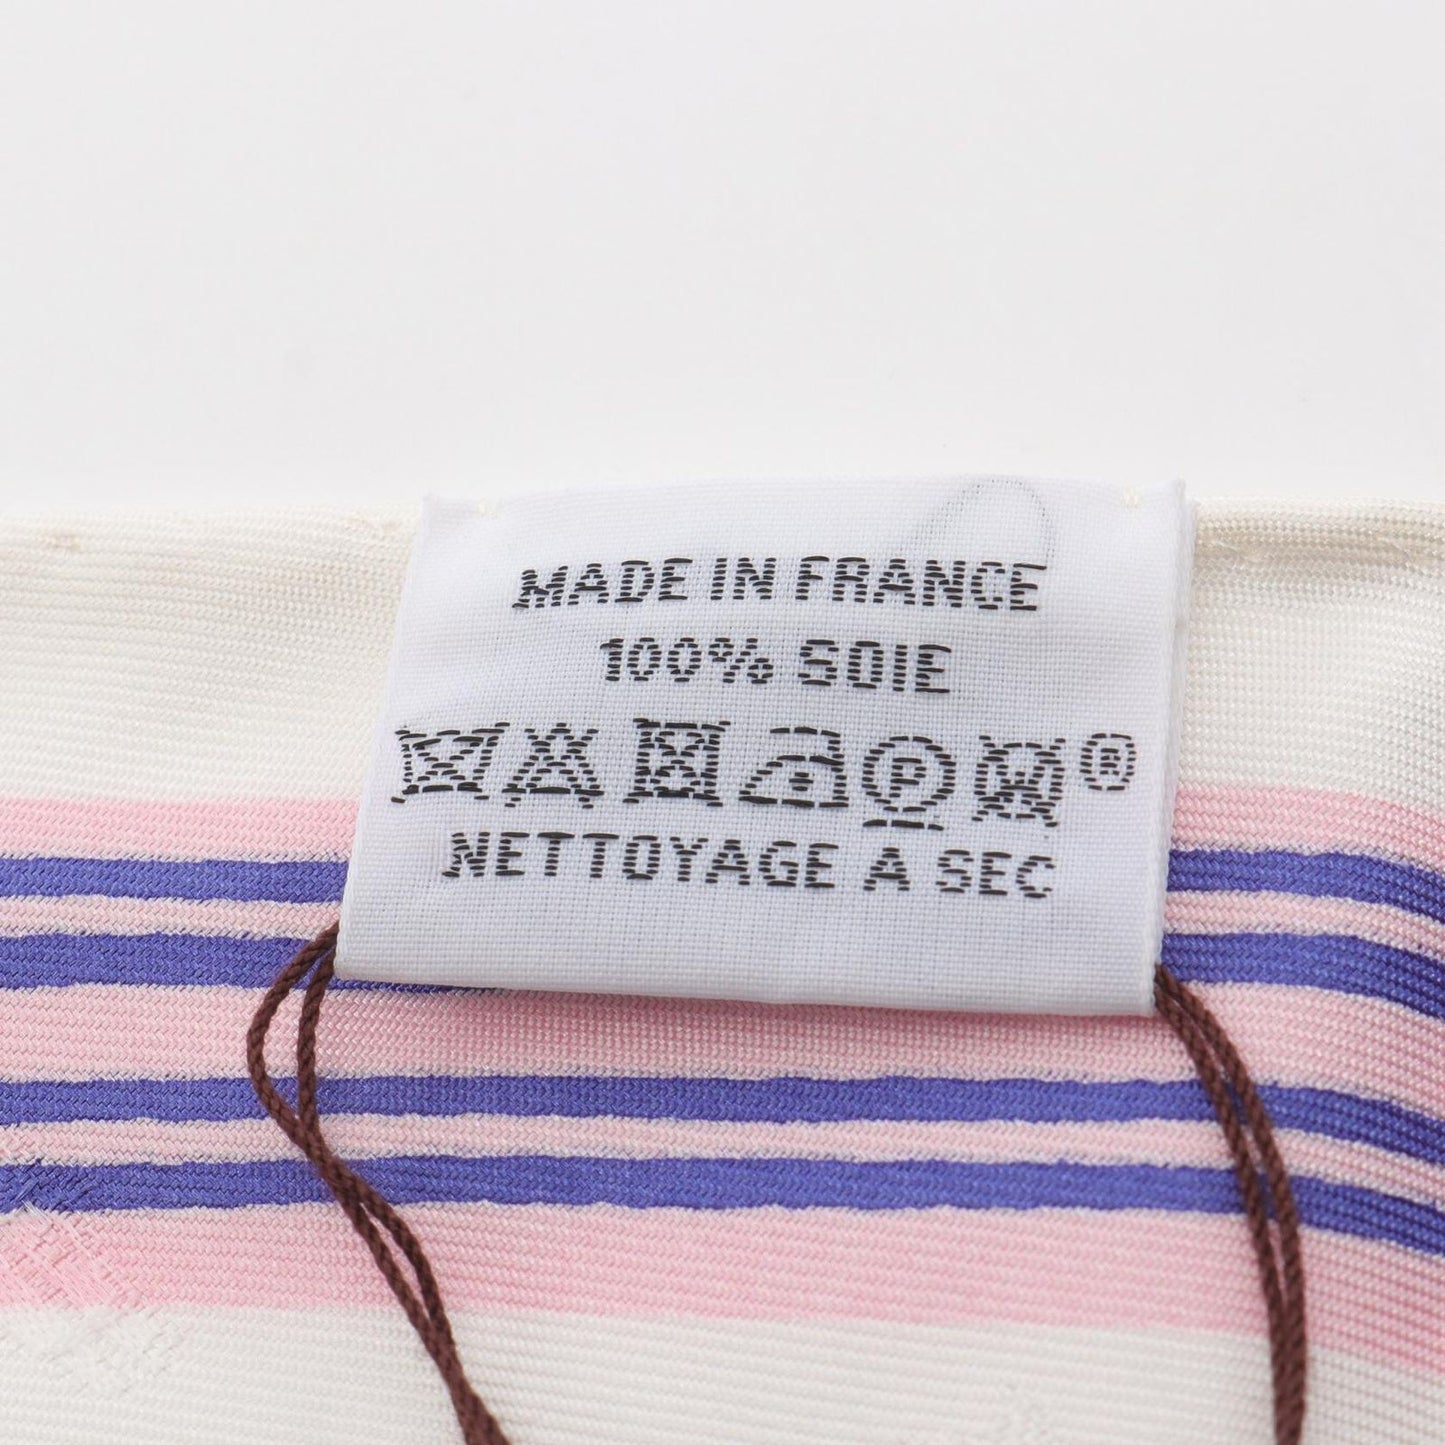 MADE IN FRANCE
100% SOIE
P W ®
NETTOYAGE A SEC